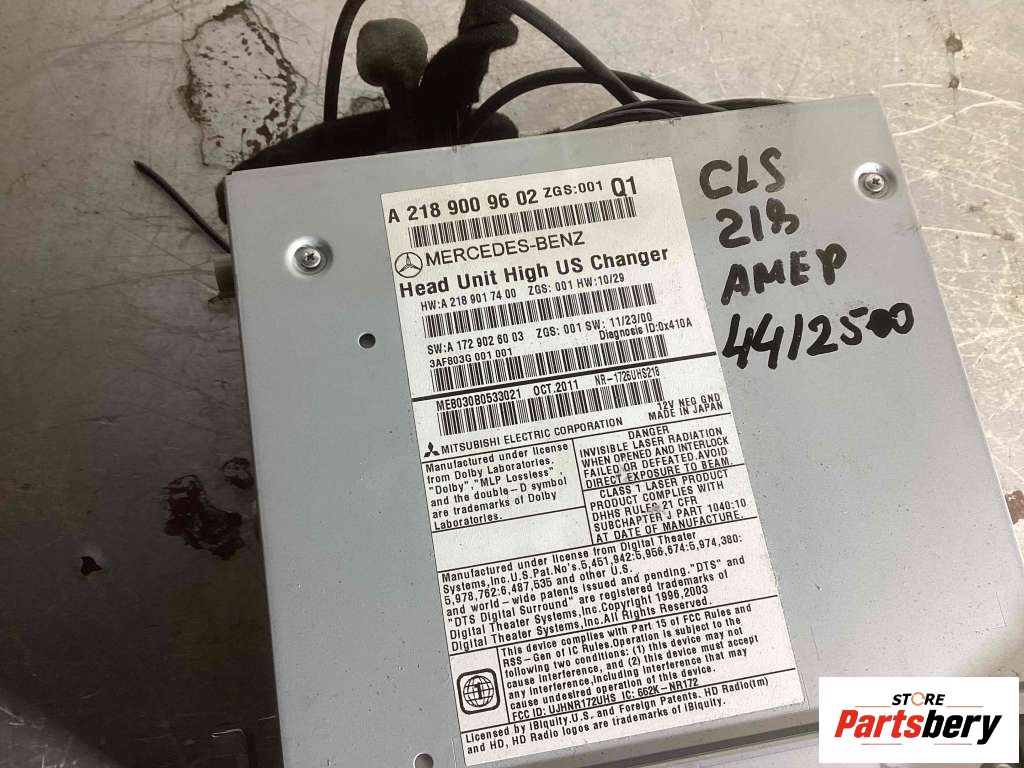 A 218 900 96 02 ZGS:001 Q1
MERCEDES-BENZ
Head Unit High US Changer
HW:A 218 901 74 00 ZGS: 001 HW:10/29
SW:A 172 902 60 03 ZGS: 001 SW: 11/23/00
3AF803G 001 001 Diagnosis ID:0x410A
ME8030B0533021 OCT.2011 NR-1726UHS218
12V NEG GND
MADE IN JAPAN
MITSUBISHI ELECTRIC CORPORATION
Manufactured under license
from Dolby Laboratories.
"Dolby","MLP Lossless"
and the double-D symbol
are trademarks of Dolby
Laboratories.
DANGER
INVISIBLE LASER RADIATION
WHEN OPENED AND INTERLOCK
FAILED OR DEFEATED.AVOID
DIRECT EXPOSURE TO BEAM.
CLASS 1 LASER PRODUCT
PRODUCT COMPLIES WITH
DHHS RULES 21 CFR
SUBCHAPTER J PART 1040:10
AT DATE OF MANUFACTURE.
Manufactured under license from Digital Theater
Systems,Inc.U.S.Pat.No's.5,451,942:5,956,674:5,974,380:
5,978,762:6,487,535 and other U.S.
and world-wide patents issued and pending."DTS" and
"DTS Digital Surround" are registered trademarks of
Digital Theater Systems,Inc.Copyright 1996,2003
Digital Theater Systems,Inc.All Rights Reserved.
This device complies with Part 15 of FCC Rules and
RSS-Gen of IC Rules.Operation is subject to the
following two conditions: (1) this device may not
cause interference, and (2) this device must accept
any interference,including interference that may
cause undesired operation of this device.
FCC ID: UJHNR172UHS IC: 662K-NR172
Licensed by iBiquity.U.S. and Foreign Patents. HD Radio(tm)
and HD, HD Radio logos are trademarks of iBiquity.
CLS
218
AMEP
44/2500
STORE
Partsbery